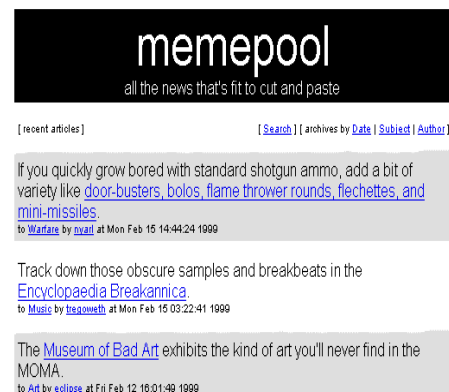 memepool
all the news that's fit to cut and paste
[ recent articles ] [ Search ] [ archives by Date | Subject | Author ]
If you quickly grow bored with standard shotgun ammo, add a bit of
variety like door-busters, bolos, flame thrower rounds, flechettes, and
mini-missiles.
to Warfare by nyarl at Mon Feb 15 14:44:24 1999
Track down those obscure samples and breakbeats in the
Encyclopaedia Breakannica.
to Music by tregoweth at Mon Feb 15 03:22:41 1999
The Museum of Bad Art exhibits the kind of art you'll never find in the
MOMA.
to Art by eclipse at Fri Feb 12 16:01:49 1999